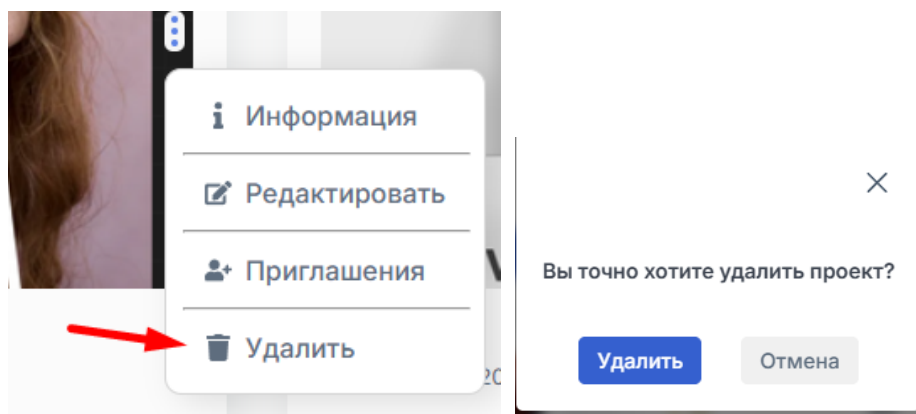 Информация
Редактировать
Приглашения
Удалить
Вы точно хотите удалить проект?
Удалить
Отмена